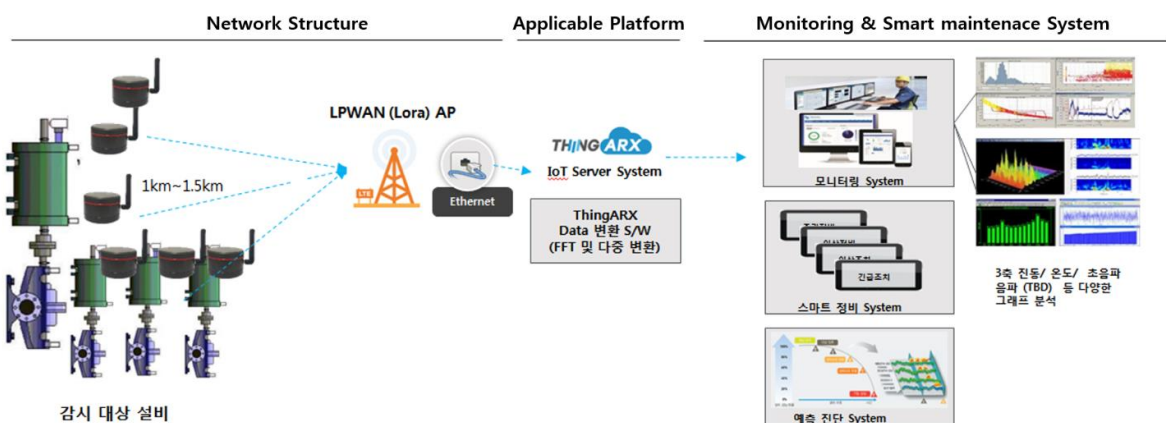 Network Structure
Applicable Platform
Monitoring & Smart maintenace System
LPWAN (Lora) AP
1km~1.5km
LTE
Ethernet
THINGARX
IoT Server System
ThingARX
Data 변환 S/W
(FFT 및 다중 변환)
모니터링 System
긴급조치
스마트 정비 System
예측 진단 System
3축 진동/ 온도/ 초음파
음파 (TBD) 등 다양한
그래프 분석
감시 대상 설비